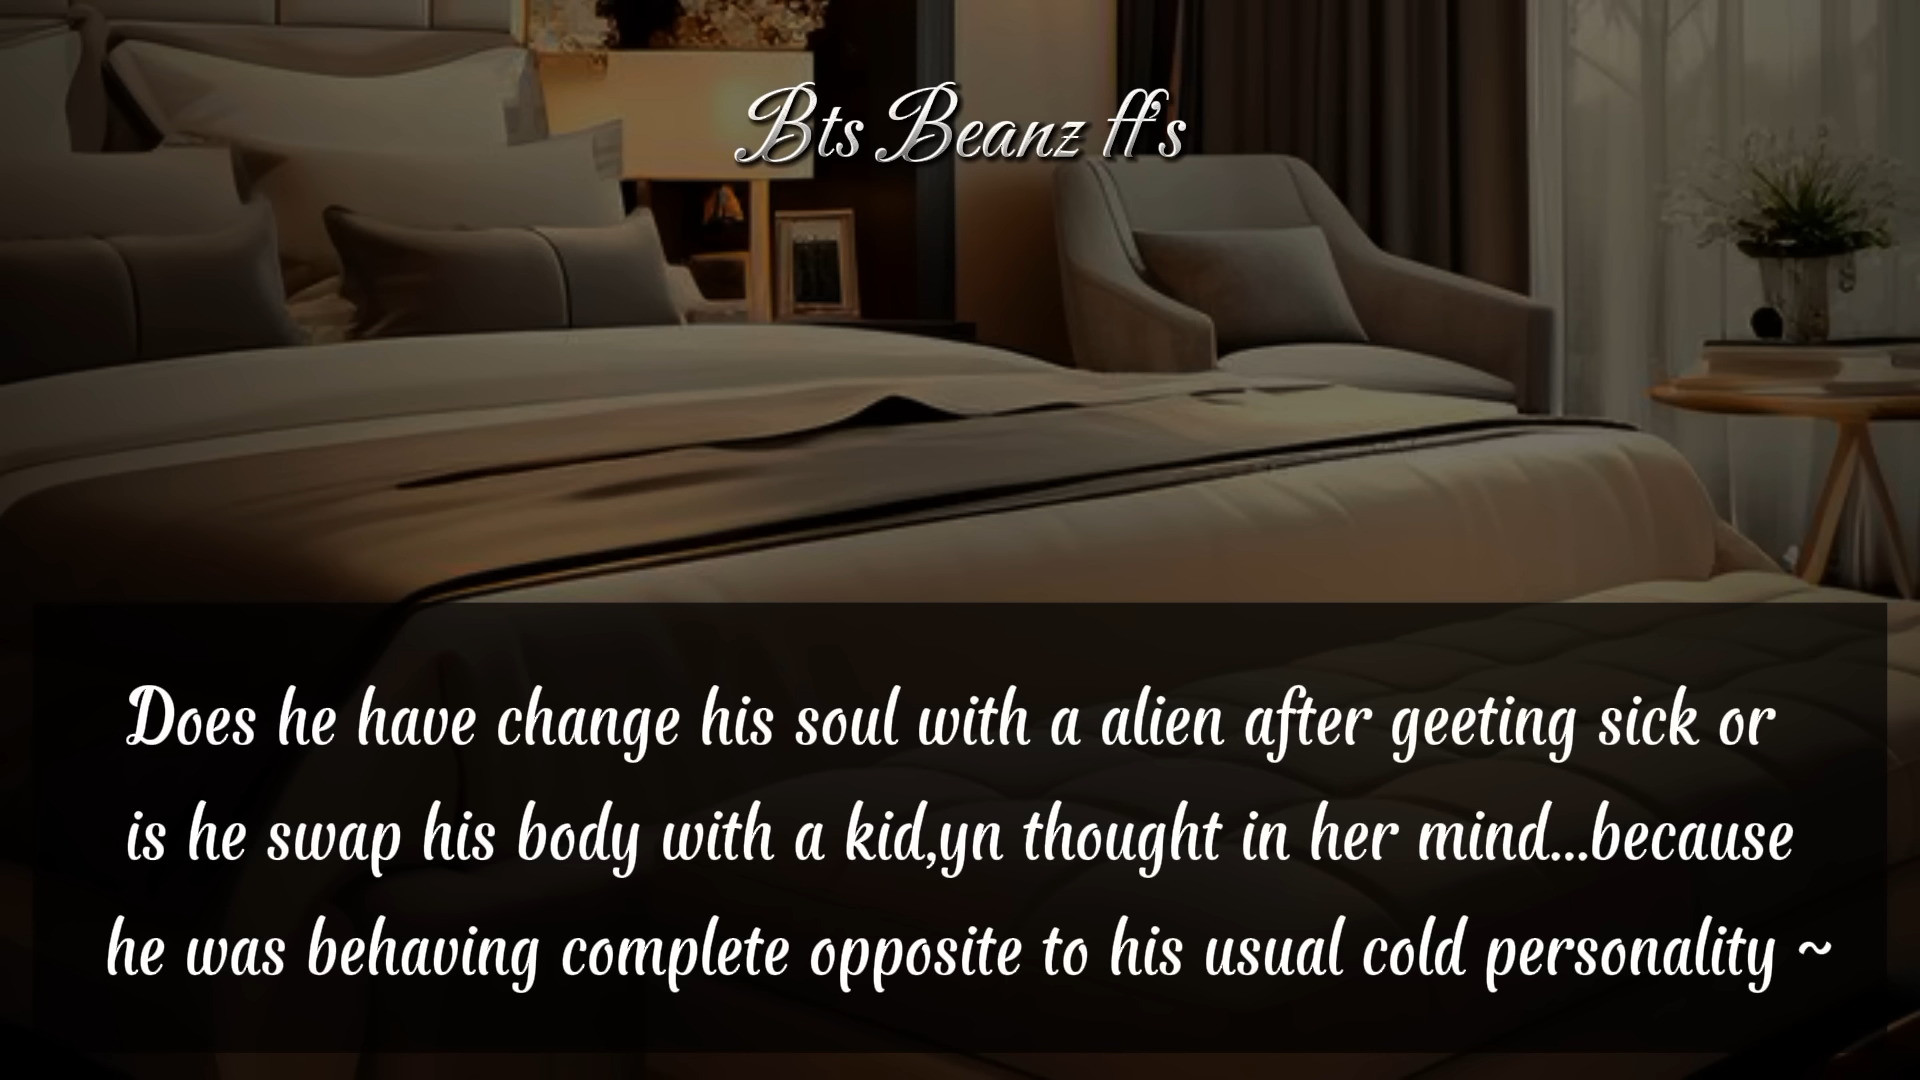 Bts Beanz ff's
Does he have change his soul with a alien after geeting sick or
is he swap his body with a kid,yn thought in her mind...because
he was behaving complete opposite to his usual cold personality ~